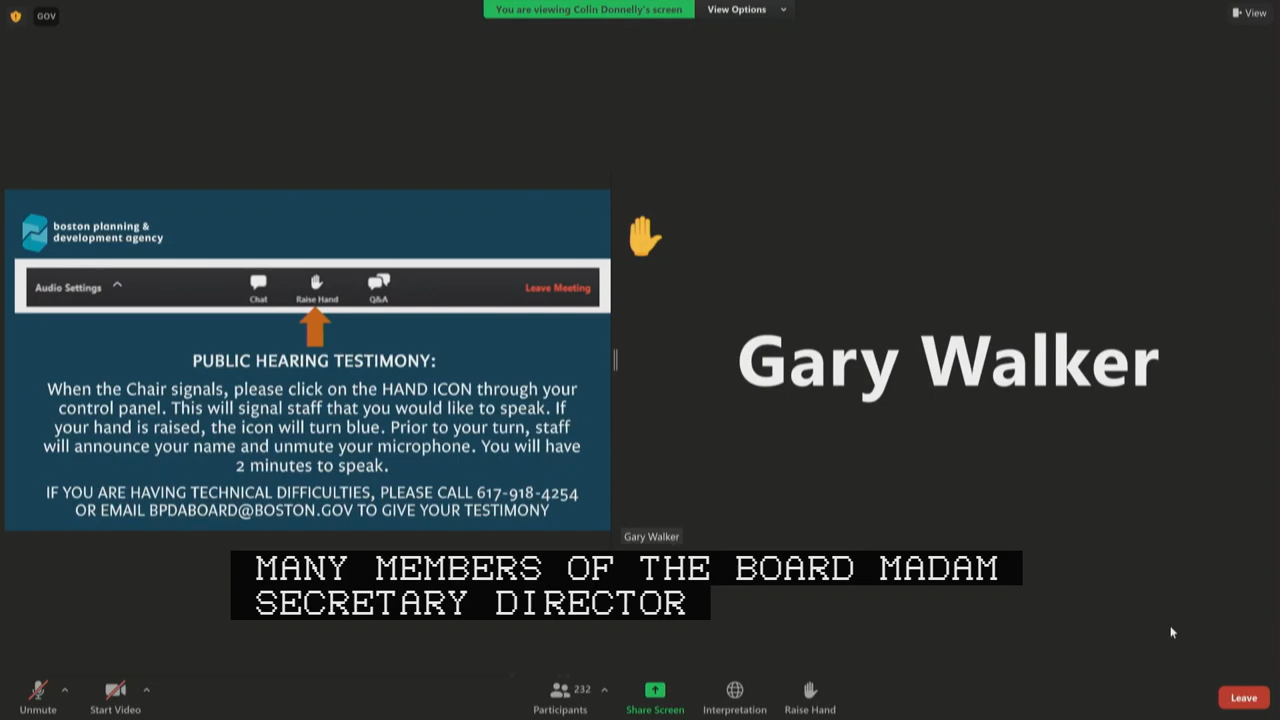 GOV
You are viewing Colin Donnelly's screen
View Options
View
boston planning &
development agency
Audio Settings
Chat
Raise Hand
Q&A
Leave Meeting
PUBLIC HEARING TESTIMONY:
When the Chair signals, please click on the HAND ICON through your
control panel. This will signal staff that you would like to speak. If
your hand is raised, the icon will turn blue. Prior to your turn, staff
will announce your name and unmute your microphone. You will have
2 minutes to speak.
IF YOU ARE HAVING TECHNICAL DIFFICULTIES, PLEASE CALL 617-918-4254
OR EMAIL BPDABOARD@BOSTON.GOV TO GIVE YOUR TESTIMONY
Gary Walker
Gary Walker
MANY MEMBERS OF THE BOARD MADAM
SECRETARY DIRECTOR
Unmute
Start Video
232
Participants
Share Screen
Interpretation
Raise Hand
Leave